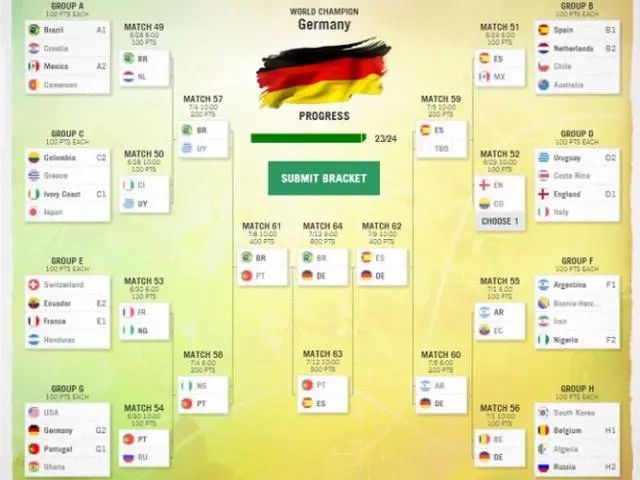 GROUP A
100 PTS EACH
Brazil A1
Croatia
Mexico A2
Cameroon
MATCH 49
6/28 6:00
100 PTS
BR
NL
WORLD CHAMPION
Germany
PROGRESS
23/24
SUBMIT BRACKET
MATCH 51
6/29 6:00
100 PTS
ES
MX
GROUP B
100 PTS EACH
Spain B1
Netherlands B2
Chile
Australia
MATCH 57
7/4 10:00
200 PTS
BR
UY
MATCH 59
7/5 10:00
200 PTS
ES
TBD
GROUP C
100 PTS EACH
Colombia C2
Greece
Ivory Coast C1
Japan
MATCH 50
6/28 10:00
100 PTS
CI
UY
MATCH 52
6/29 10:00
100 PTS
EN
CO
CHOOSE 1
GROUP D
100 PTS EACH
Uruguay D2
Costa Rica
England D1
Italy
MATCH 61
7/8 10:00
400 PTS
BR
PT
MATCH 64
7/13 9:00
800 PTS
BR
DE
MATCH 62
7/9 10:00
400 PTS
ES
DE
GROUP E
100 PTS EACH
Switzerland
Ecuador E2
France E1
Honduras
MATCH 53
6/30 6:00
100 PTS
FR
NG
MATCH 55
7/1 6:00
100 PTS
AR
EC
GROUP F
100 PTS EACH
Argentina F1
Bosnia-Herz...
Iran
Nigeria F2
MATCH 58
7/4 6:00
200 PTS
NG
PT
MATCH 63
7/12 10:00
500 PTS
PT
ES
MATCH 60
7/5 6:00
200 PTS
AR
DE
GROUP G
100 PTS EACH
USA
Germany G2
Portugal G1
Ghana
MATCH 54
6/30 10:00
100 PTS
PT
RU
MATCH 56
7/1 10:00
100 PTS
BE
DE
GROUP H
100 PTS EACH
South Korea
Belgium H1
Algeria
Russia H2